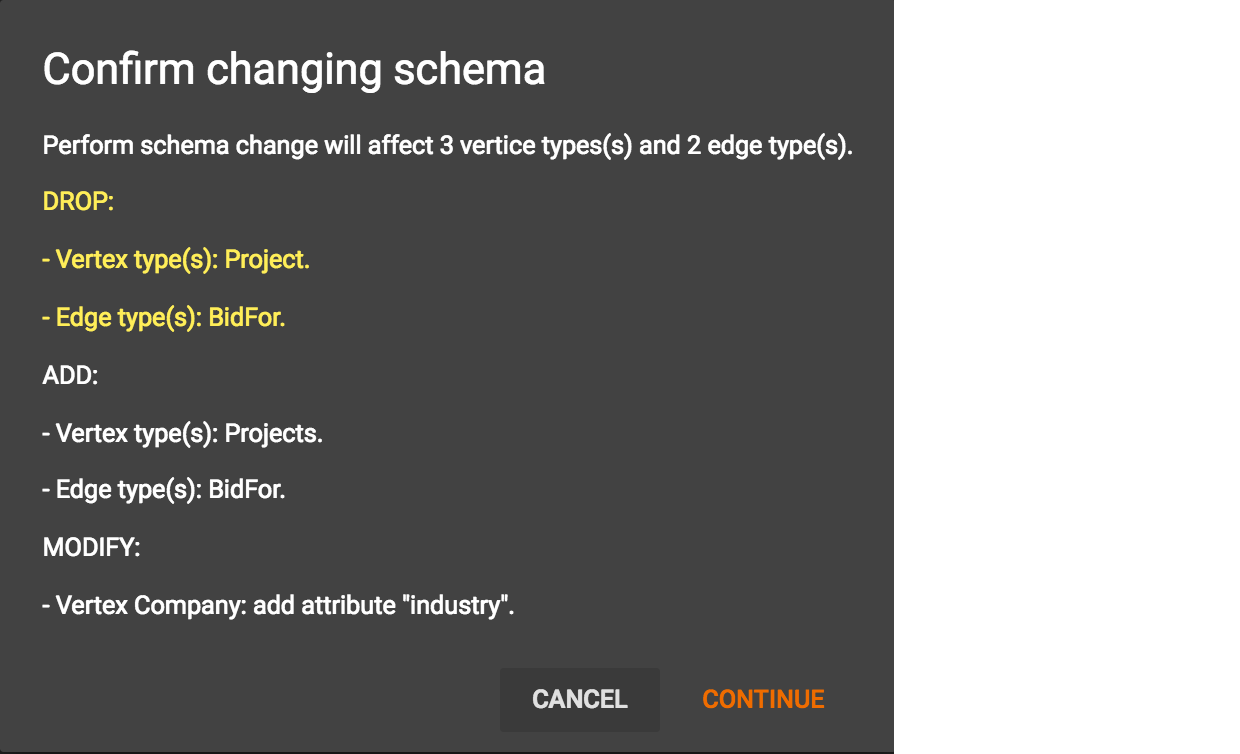 Confirm changing schema
Perform schema change will affect 3 vertice types(s) and 2 edge type(s).
DROP:
- Vertex type(s): Project.
- Edge type(s): BidFor.
ADD:
- Vertex type(s): Projects.
- Edge type(s): BidFor.
MODIFY:
- Vertex Company: add attribute "industry".
CANCEL CONTINUE